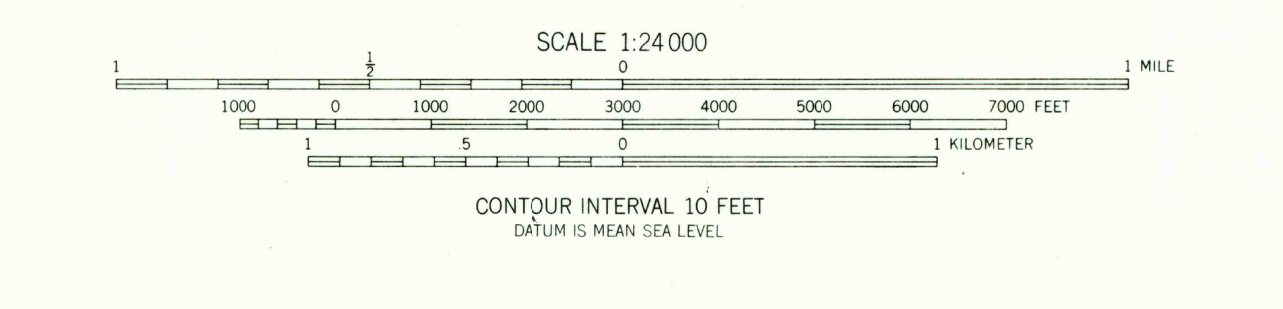 SCALE 1:24 000
1 ½ 0 1 MILE
1000 0 1000 2000 3000 4000 5000 6000 7000 FEET
1 .5 0 1 KILOMETER
CONTOUR INTERVAL 10 FEET
DATUM IS MEAN SEA LEVEL